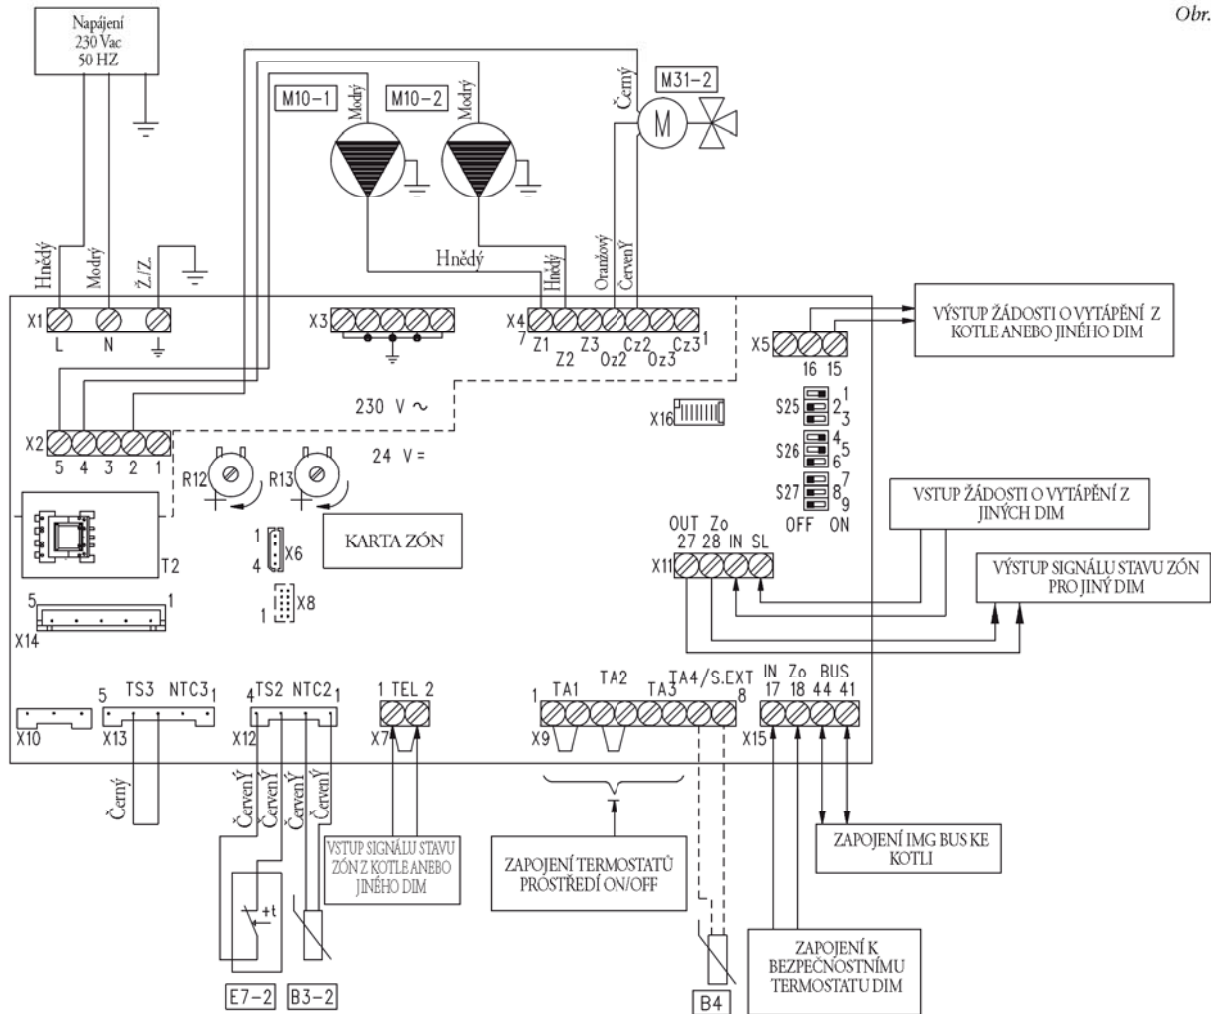 Obr.
Napájení
230 Vac
50 HZ
M10-1
Modrý
M10-2
Modrý
Černý
M31-2
M
Hnědý
Modrý
Ž./Z.
Hnědý
Hnědý
Oranžový
ČervenÝ
X1
L N
X3
X4
7 Z1 Z3 Cz2 Cz3 1
Z2 Oz2 Oz3
X5
16 15
VÝSTUP ŽÁDOSTI O VYTÁPĚNÍ Z
KOTLE ANEBO JINÉHO DIM
230 V ~
X16
S25
1
2
3
X2
5 4 3 2 1
24 V =
R12
R13
S26
4
5
6
S27
7
8
9
OFF ON
T2
KARTA ZÓN
1
4
X6
1
X8
OUT Zo IN SL
27 28
X11
VSTUP ŽÁDOSTI O VYTÁPĚNÍ Z
JINÝCH DIM
VÝSTUP SIGNÁLU STAVU ZÓN
PRO JINÝ DIM
5 1
X14
X10
5 TS3 NTC3 1
X13
4 TS2 NTC2 1
X12
1 TEL 2
X7
1 TA1 TA2 TA3 TA4/S.EXT 8
X9
IN Zo BUS
17 18 44 41
X15
Černý
ČervenÝ
ČervenÝ
ČervenÝ
ČervenÝ
VSTUP SIGNÁLU STAVU
ZÓN Z KOTLE ANEBO
JINÉHO DIM
ZAPOJENÍ TERMOSTATŮ
PROSTŘEDÍ ON/OFF
ZAPOJENÍ IMG BUS KE
KOTLI
+t
E7-2
B3-2
B4
ZAPOJENÍ K
BEZPEČNOSTNÍMU
TERMOSTATU DIM